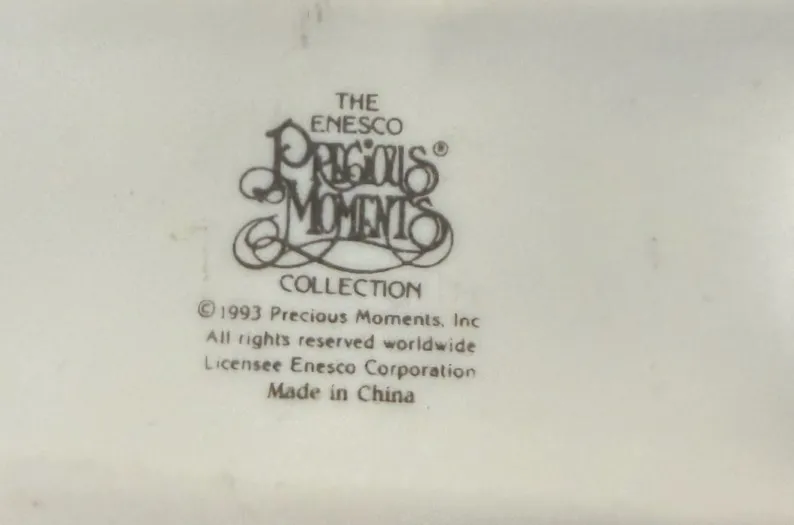 THE
ENESCO
PRECIOUS®
MOMENTS
COLLECTION
© 1993 Precious Moments, Inc
All rights reserved worldwide
Licensee Enesco Corporation
Made in China